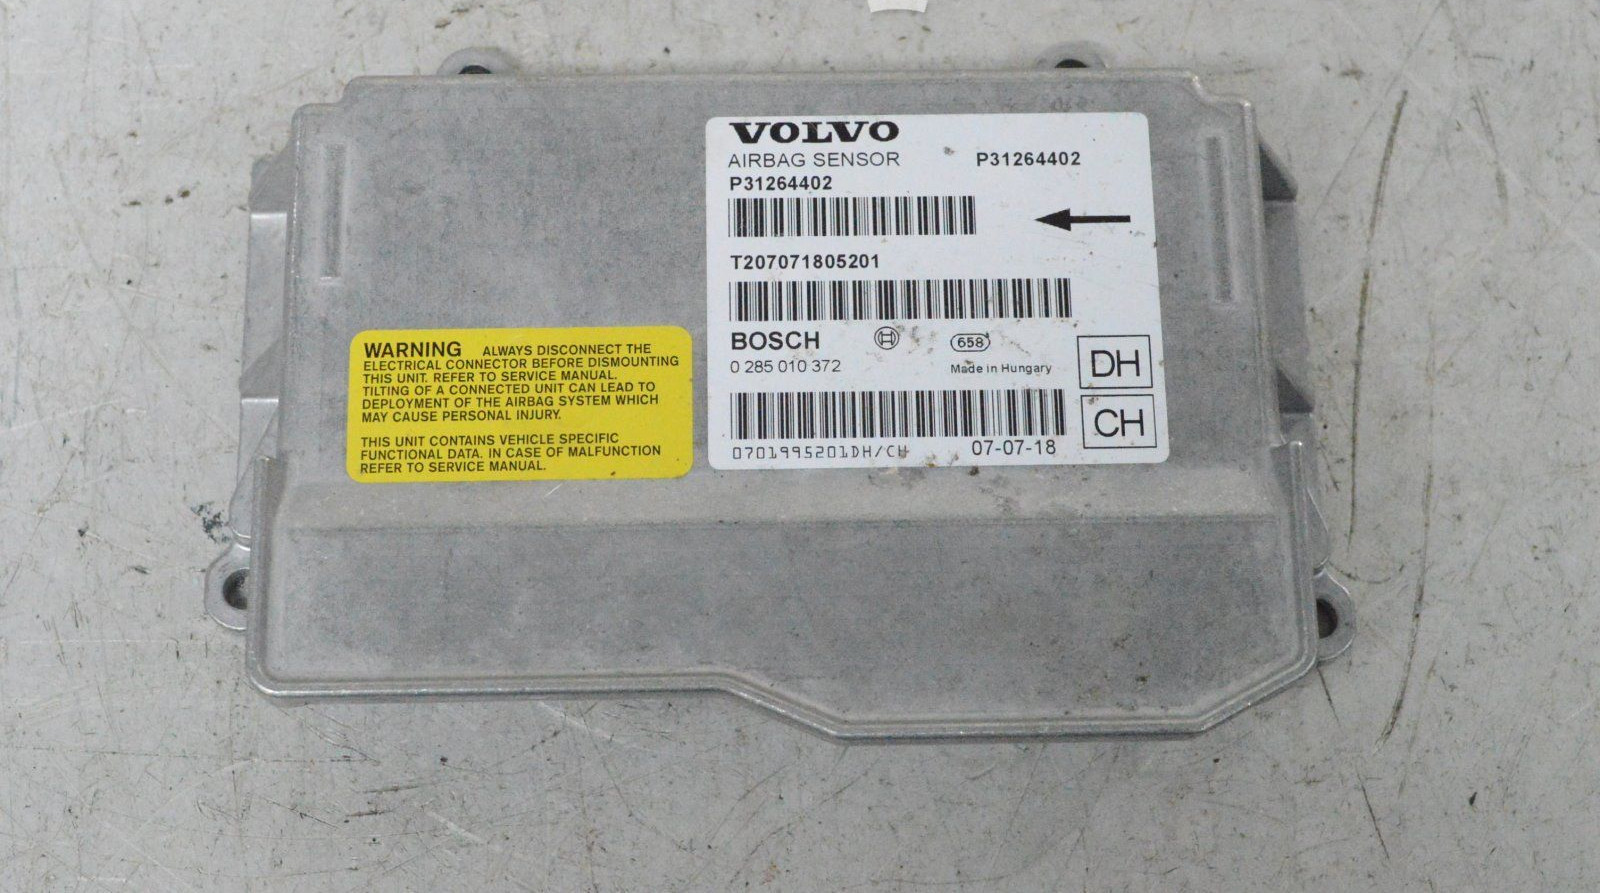 VOLVO
AIRBAG SENSOR P31264402
P31264402
T207071805201
BOSCH 658
0 285 010 372 Made in Hungary
DH
CH
0701995201DH/CH 07-07-18
WARNING ALWAYS DISCONNECT THE
ELECTRICAL CONNECTOR BEFORE DISMOUNTING
THIS UNIT. REFER TO SERVICE MANUAL.
TILTING OF A CONNECTED UNIT CAN LEAD TO
DEPLOYMENT OF THE AIRBAG SYSTEM WHICH
MAY CAUSE PERSONAL INJURY.
THIS UNIT CONTAINS VEHICLE SPECIFIC
FUNCTIONAL DATA. IN CASE OF MALFUNCTION
REFER TO SERVICE MANUAL.